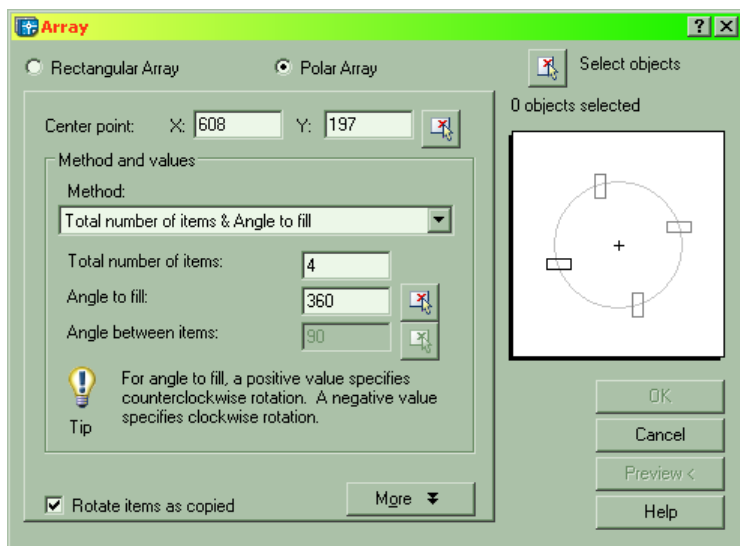 Array
Rectangular Array
Polar Array
Select objects
0 objects selected
Center point: X: 608 Y: 197
Method and values
Method:
Total number of items & Angle to fill
Total number of items: 4
Angle to fill: 360
Angle between items: 90
For angle to fill, a positive value specifies
counterclockwise rotation. A negative value
specifies clockwise rotation.
Tip
Rotate items as copied
More
OK
Cancel
Preview <
Help